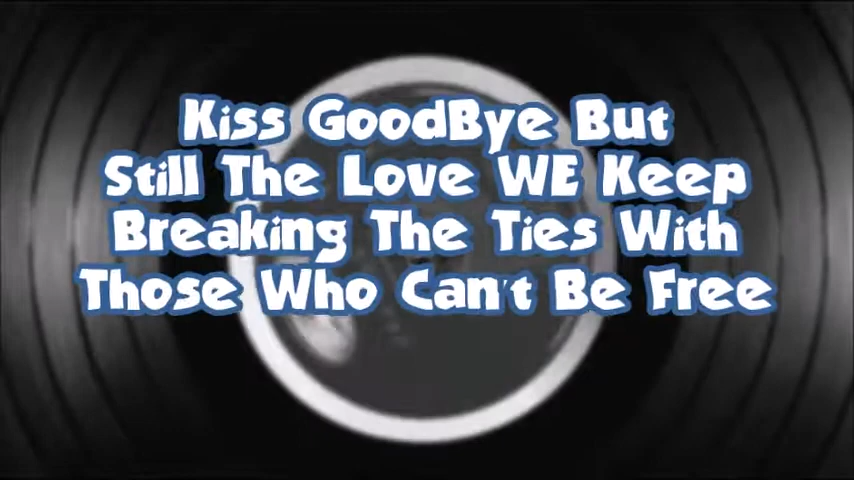 Kiss GoodBye But
Still The Love WE Keep
Breaking The Ties With
Those Who Can't Be Free